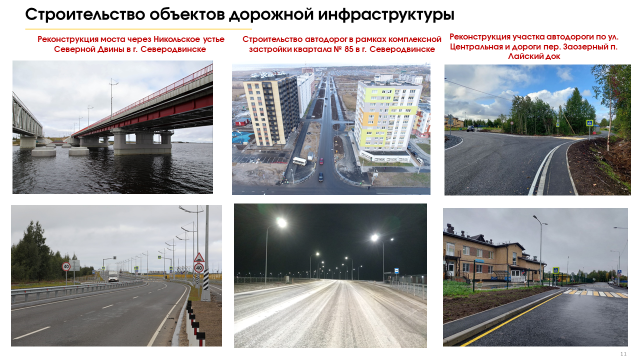 Строительство объектов дорожной инфраструктуры
Реконструкция моста через Никольское устье
Северной Двины в г. Северодвинске
Строительство автодорог в рамках комплексной
застройки квартала № 85 в г. Северодвинске
Реконструкция участка автодороги по ул.
Центральная и дороги пер. Заозерный п.
Лайский док
11